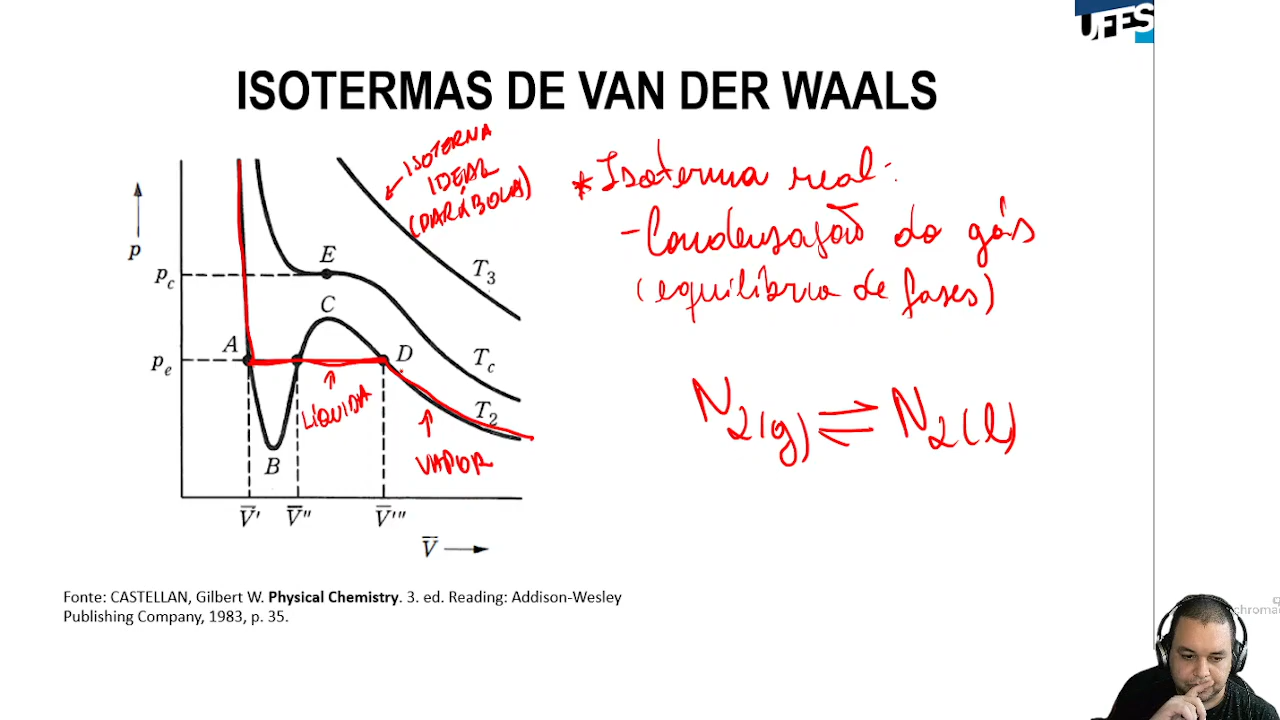 UFES
ISOTERMAS DE VAN DER WAALS
ISOTERMA
IDEAL
(PARÁBOLA)
* Isoterma real:
- Condensação do gás
(equilíbrio de fases)
N2(g) ⇌ N2(l)
p
pc
pe
E
C
A
D
B
T3
Tc
T2
LÍQUIDA
VAPOR
V̅' V̅'' V̅'''
V̅
Fonte: CASTELLAN, Gilbert W. Physical Chemistry. 3. ed. Reading: Addison-Wesley
Publishing Company, 1983, p. 35.